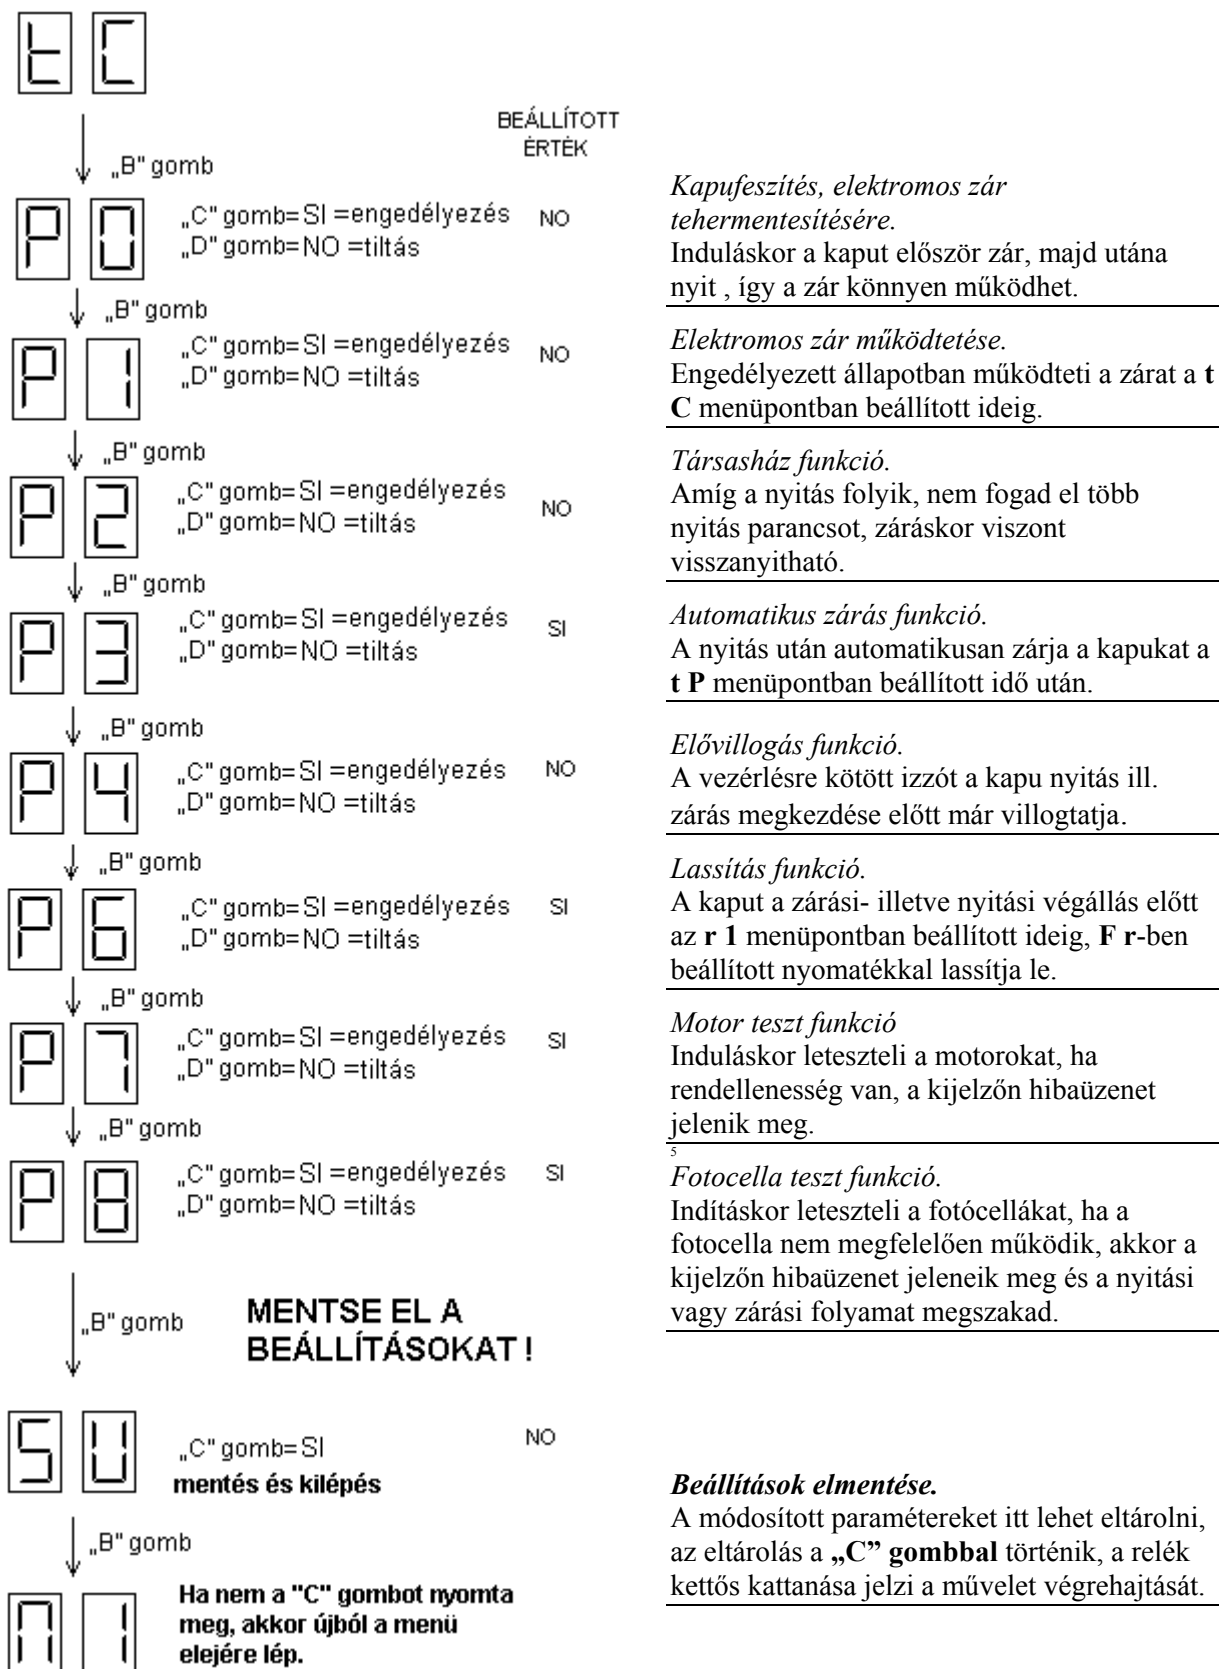 t C
BEÁLLÍTOTT
ÉRTÉK
„B" gomb
P 0
„C" gomb= SI =engedélyezés
NO
„D" gomb= NO =tiltás
Kapufeszítés, elektromos zár
tehermentesítésére.
Induláskor a kaput először zár, majd utána
nyit , így a zár könnyen működhet.
„B" gomb
P 1
„C" gomb= SI =engedélyezés
NO
„D" gomb= NO =tiltás
Elektromos zár működtetése.
Engedélyezett állapotban működteti a zárat a t
C menüpontban beállított ideig.
„B" gomb
P 2
„C" gomb= SI =engedélyezés
NO
„D" gomb= NO =tiltás
Társasház funkció.
Amíg a nyitás folyik, nem fogad el több
nyitás parancsot, záráskor viszont
visszanyitható.
„B" gomb
P 3
„C" gomb= SI =engedélyezés
SI
„D" gomb= NO =tiltás
Automatikus zárás funkció.
A nyitás után automatikusan zárja a kapukat a
t P menüpontban beállított idő után.
„B" gomb
P 4
„C" gomb= SI =engedélyezés
NO
„D" gomb= NO =tiltás
Elővillogás funkció.
A vezérlésre kötött izzót a kapu nyitás ill.
zárás megkezdése előtt már villogtatja.
„B" gomb
P 6
„C" gomb= SI =engedélyezés
SI
„D" gomb= NO =tiltás
Lassítás funkció.
A kaput a zárási- illetve nyitási végállás előtt
az r 1 menüpontban beállított ideig, F r-ben
beállított nyomatékkal lassítja le.
„B" gomb
P 7
„C" gomb= SI =engedélyezés
SI
„D" gomb= NO =tiltás
Motor teszt funkció
Induláskor leteszteli a motorokat, ha
rendellenesség van, a kijelzőn hibaüzenet
jelenik meg.
5
„B" gomb
P 8
„C" gomb= SI =engedélyezés
SI
„D" gomb= NO =tiltás
Fotocella teszt funkció.
Indításkor leteszteli a fotócellákat, ha a
fotocella nem megfelelően működik, akkor a
kijelzőn hibaüzenet jeleneik meg és a nyitási
vagy zárási folyamat megszakad.
„B" gomb
MENTSE EL A
BEÁLLÍTÁSOKAT !
S U
„C" gomb= SI
NO
mentés és kilépés
Beállítások elmentése.
A módosított paramétereket itt lehet eltárolni,
az eltárolás a „C” gombbal történik, a relék
kettős kattanása jelzi a művelet végrehajtását.
„B" gomb
П 1
Ha nem a "C" gombot nyomta
meg, akkor újból a menü
elejére lép.